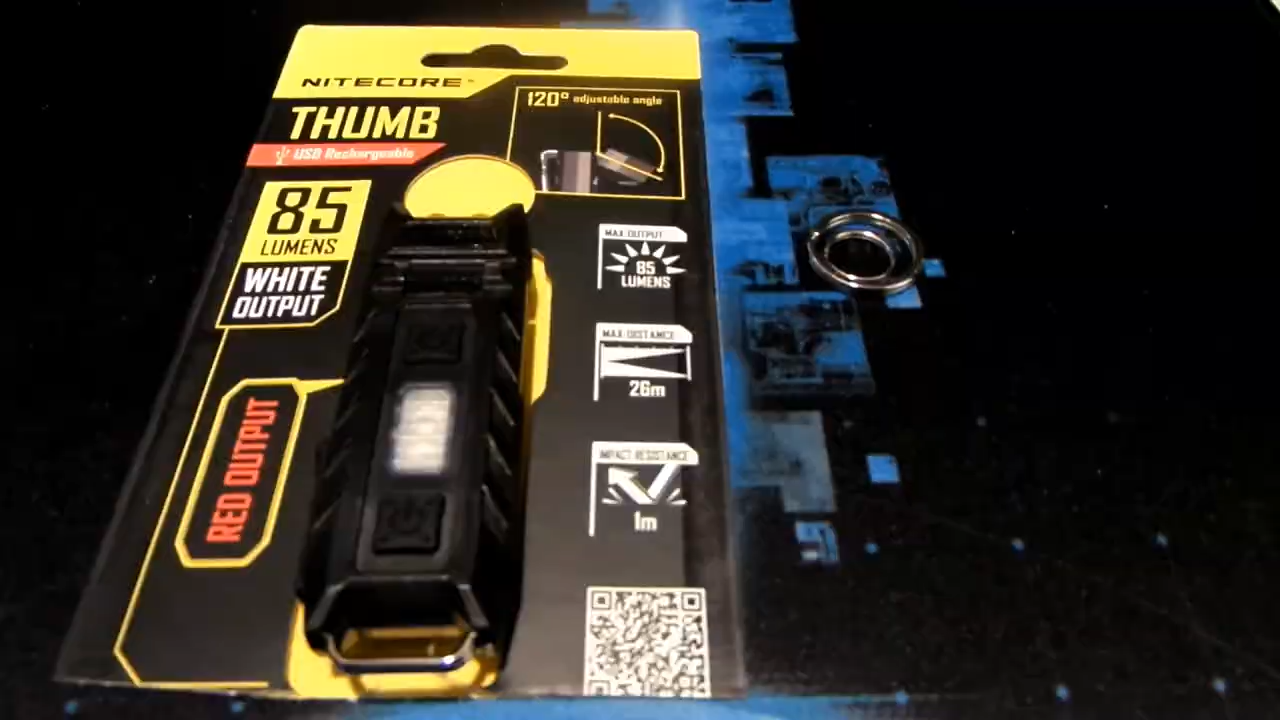 NITECORE
THUMB
USB Rechargeable
120° adjustable angle
85
LUMENS
WHITE
OUTPUT
RED OUTPUT
MAX OUTPUT
85
LUMENS
MAX DISTANCE
26m
IMPACT RESISTANCE
1m